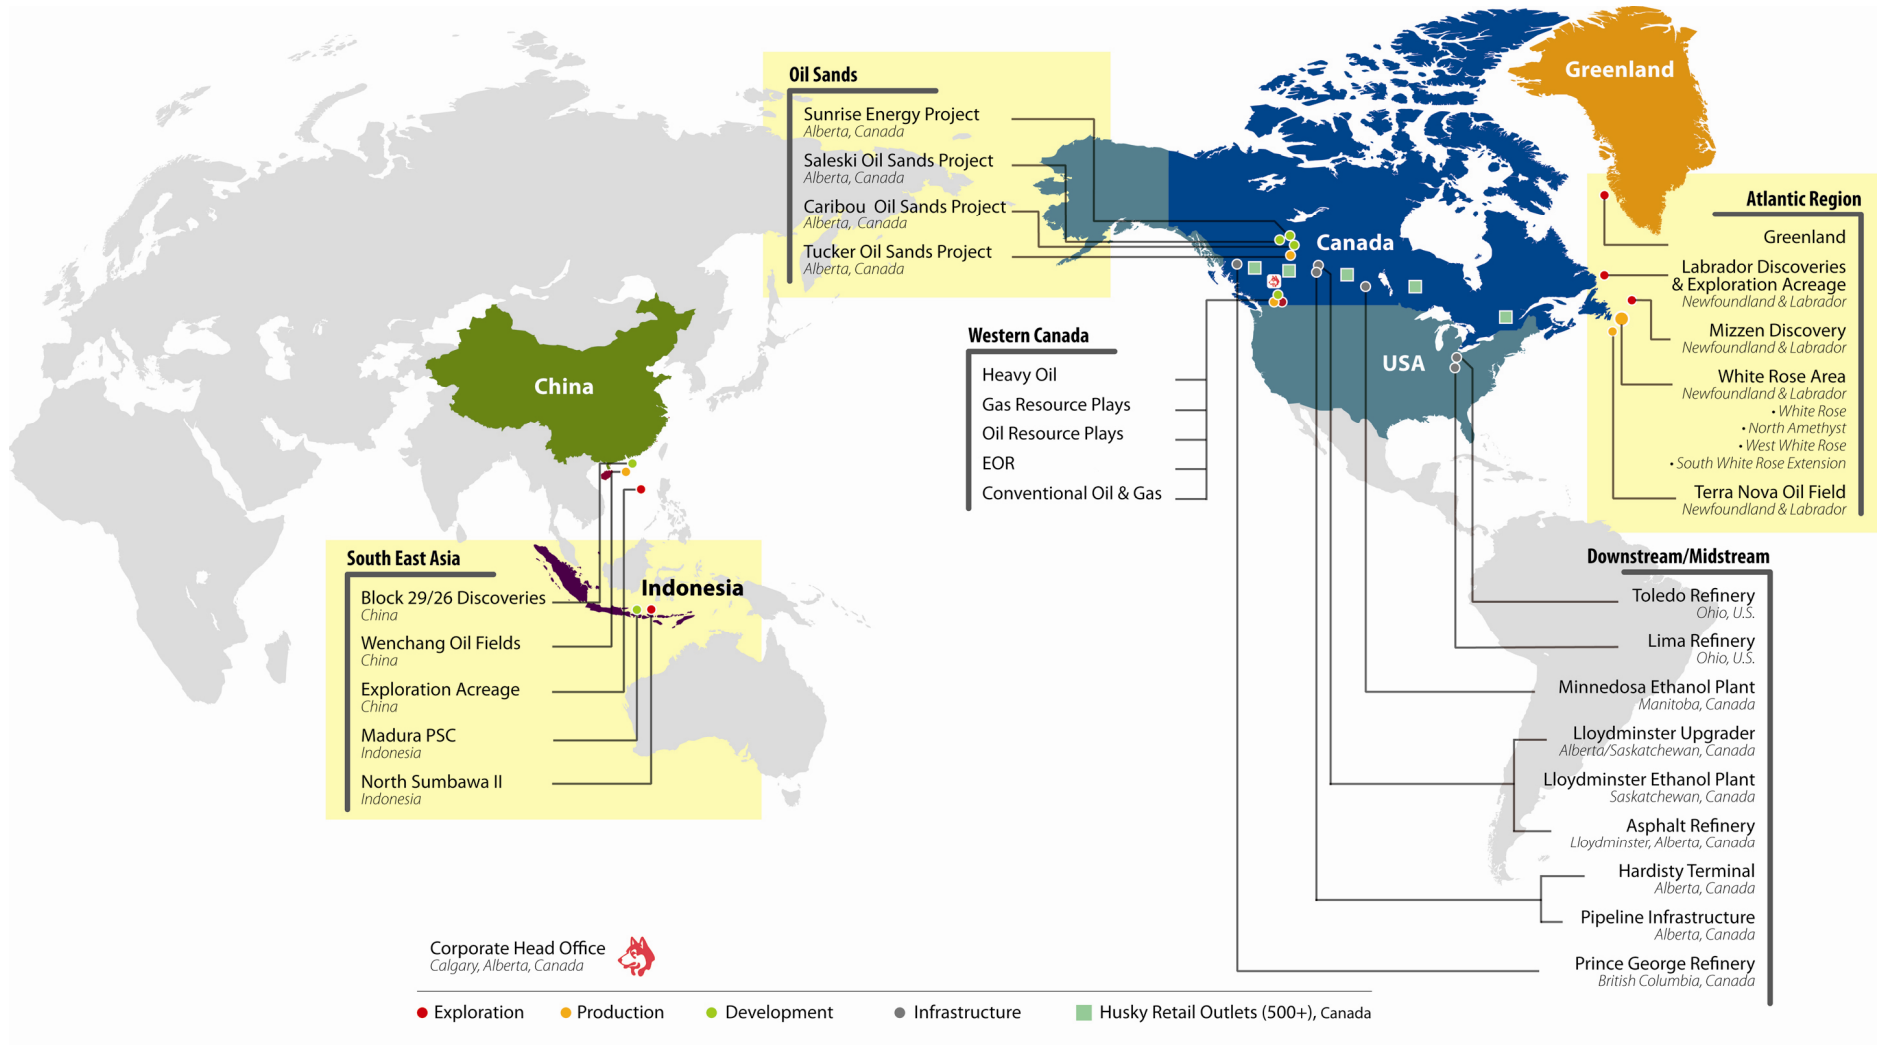 Greenland
Canada
USA
China
Indonesia
Oil Sands
Sunrise Energy Project
Alberta, Canada
Saleski Oil Sands Project
Alberta, Canada
Caribou Oil Sands Project
Alberta, Canada
Tucker Oil Sands Project
Alberta, Canada
Atlantic Region
Greenland
Labrador Discoveries
& Exploration Acreage
Newfoundland & Labrador
Mizzen Discovery
Newfoundland & Labrador
White Rose Area
Newfoundland & Labrador
• White Rose
• North Amethyst
• West White Rose
• South White Rose Extension
Terra Nova Oil Field
Newfoundland & Labrador
Western Canada
Heavy Oil
Gas Resource Plays
Oil Resource Plays
EOR
Conventional Oil & Gas
South East Asia
Block 29/26 Discoveries
China
Wenchang Oil Fields
China
Exploration Acreage
China
Madura PSC
Indonesia
North Sumbawa II
Indonesia
Downstream/Midstream
Toledo Refinery
Ohio, U.S.
Lima Refinery
Ohio, U.S.
Minnedosa Ethanol Plant
Manitoba, Canada
Lloydminster Upgrader
Alberta/Saskatchewan, Canada
Lloydminster Ethanol Plant
Saskatchewan, Canada
Asphalt Refinery
Lloydminster, Alberta, Canada
Hardisty Terminal
Alberta, Canada
Pipeline Infrastructure
Alberta, Canada
Prince George Refinery
British Columbia, Canada
Corporate Head Office
Calgary, Alberta, Canada
Exploration Production Development Infrastructure Husky Retail Outlets (500+), Canada